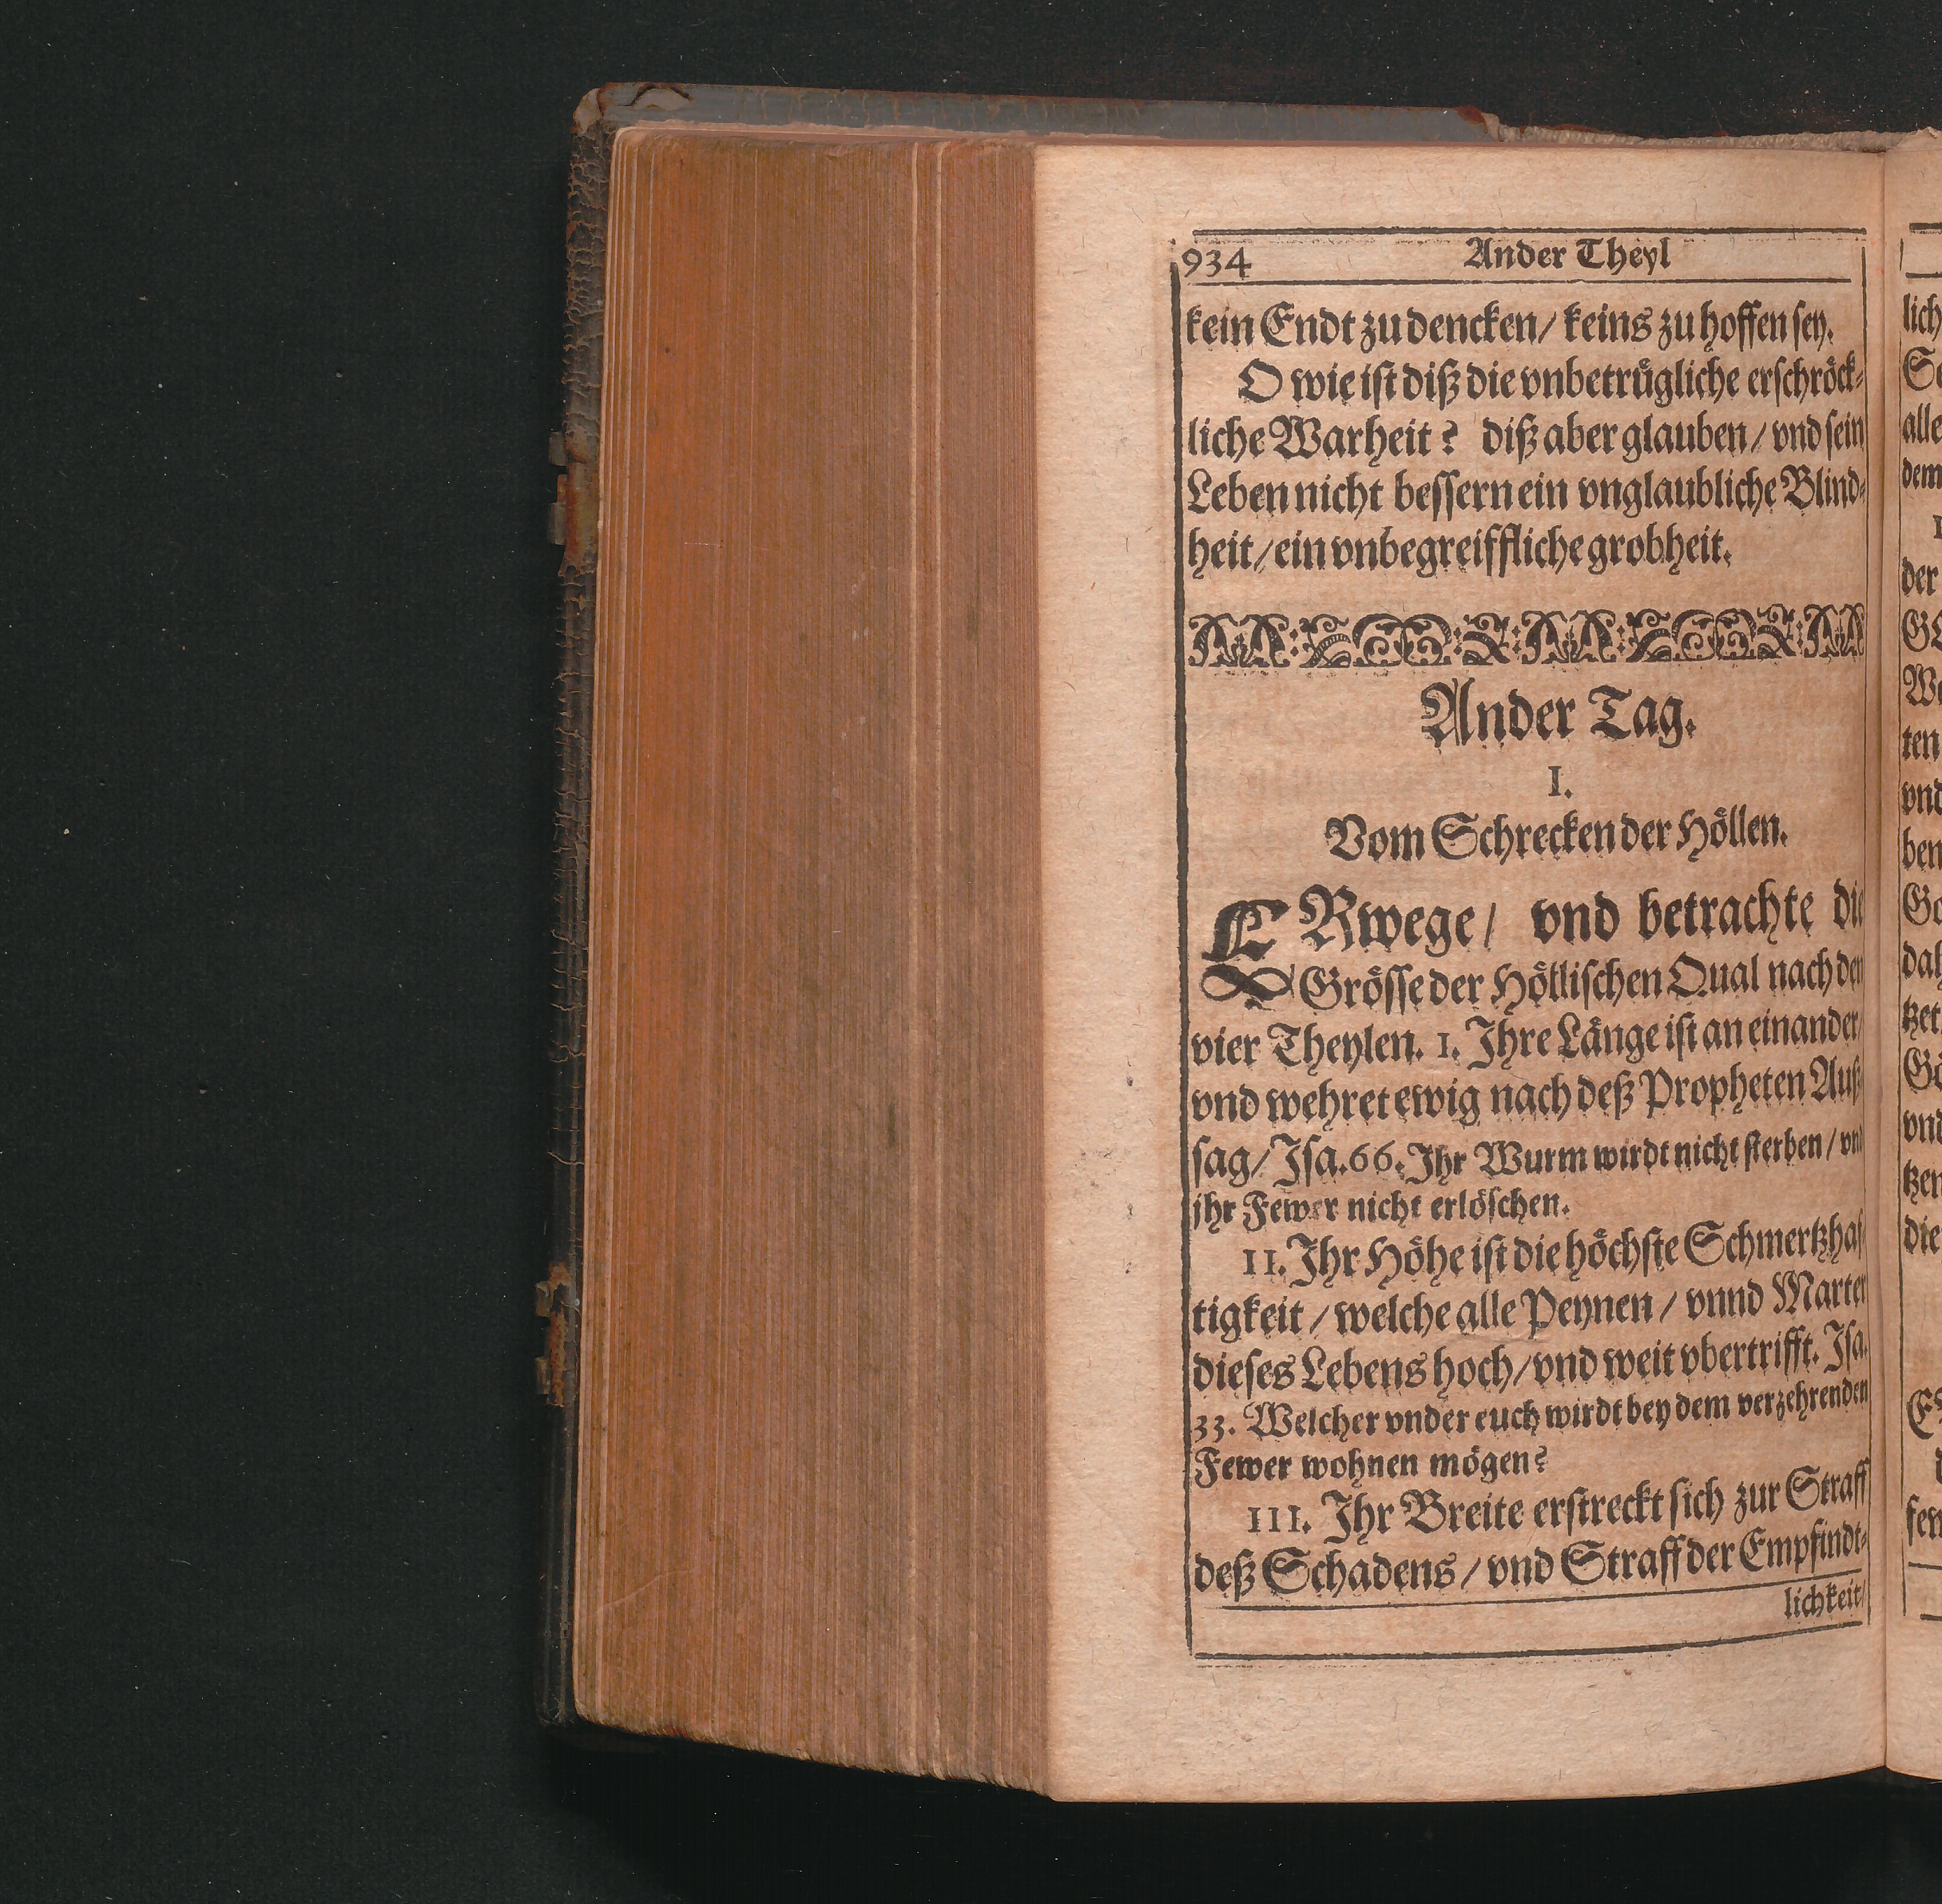 934 Ander Theyl
kein Endt zu dencken/ keins zu hoffen sey.
O wie ist diß die vnbetrügliche erschröck-
liche Warheit? diß aber glauben/ vnd sein
Leben nicht bessern ein vnglaubliche Blind-
heit/ ein vnbegreiffliche grobheit.
Ander Tag.
I.
Vom Schrecken der Höllen.
ERwege/ vnd betrachte die
Grösse der Höllischen Qual nach den
vier Theylen. 1. Ihre Länge ist an einander/
vnd wehret ewig nach deß Propheten Auß-
sag/ Isa. 66. Ihr Wurm wirdt nicht sterben/ vnd
jhr Fewer nicht erlöschen.
II. Ihr Höhe ist die höchste Schmertzhaf-
tigkeit/ welche alle Peynen/ vnnd Marter
dieses Lebens hoch/ vnd weit vbertrifft. Isa.
33. Welcher vnder euch wirdt bey dem verzehrenden
Fewer wohnen mögen?
III. Ihr Breite erstreckt sich zur Straff
deß Schadens/ vnd Straff der Empfindt-
lichkeit/